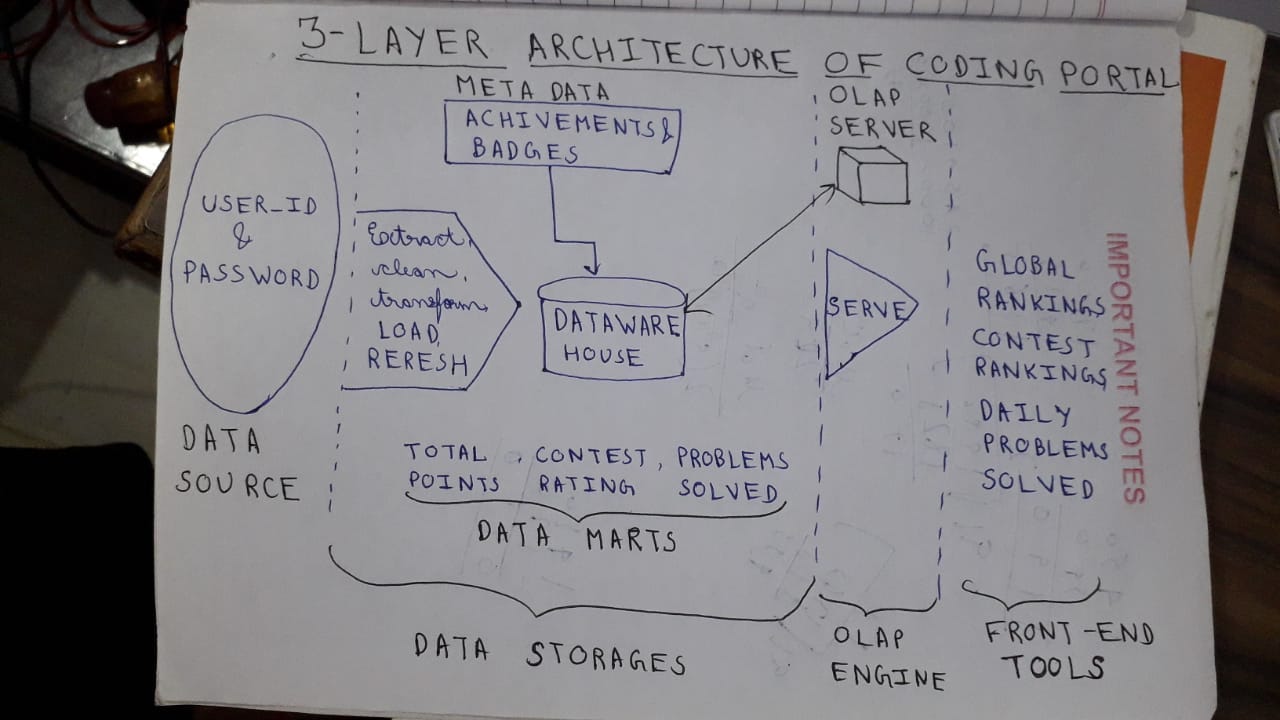 3-LAYER ARCHITECTURE OF CODING PORTAL
META DATA
ACHIVEMENTS &
BADGES
OLAP
SERVER
USER_ID
&
PASSWORD
Extract,
clean,
transform,
LOAD,
RERESH
DATAWARE
HOUSE
SERVE
GLOBAL
RANKINGS
CONTEST
RANKINGS
DAILY
PROBLEMS
SOLVED
IMPORTANT NOTES
DATA
SOURCE
TOTAL , CONTEST , PROBLEMS
POINTS RATING SOLVED
DATA MARTS
DATA STORAGES
OLAP
ENGINE
FRONT-END
TOOLS